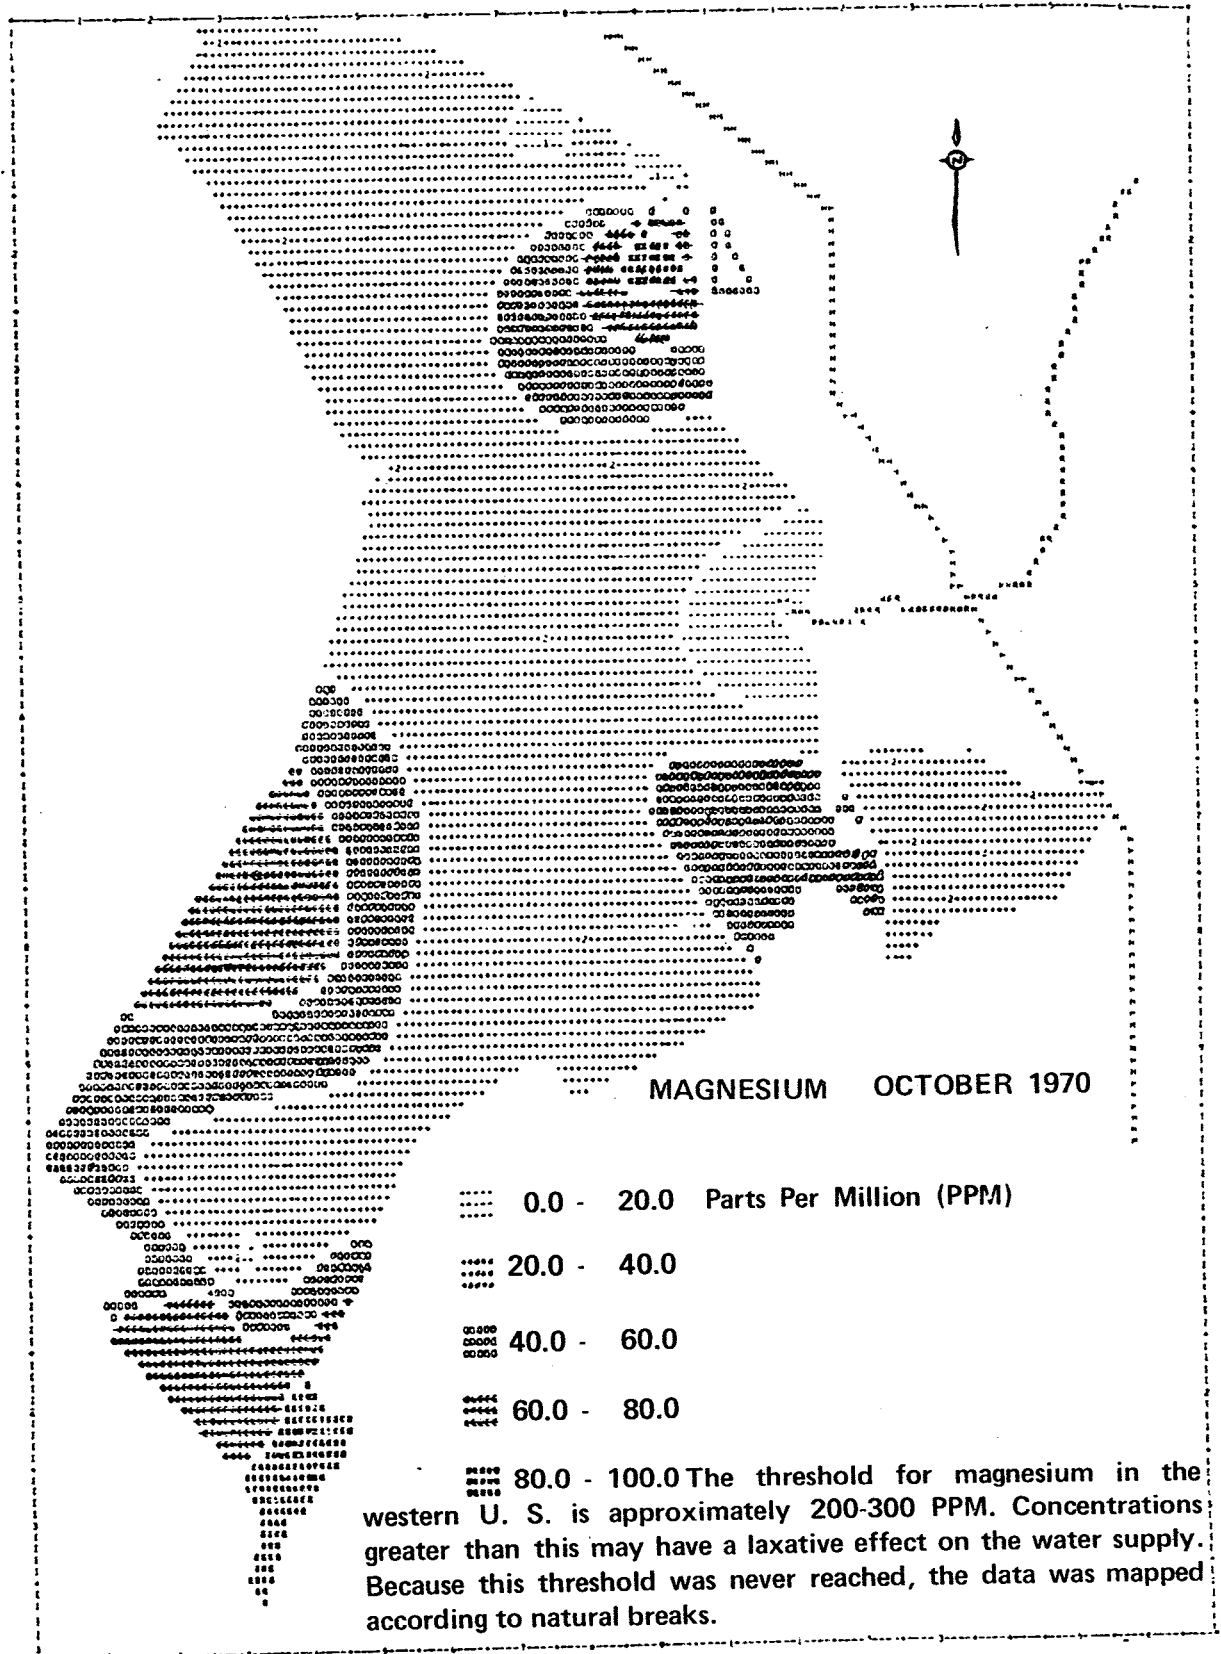 N
MAGNESIUM OCTOBER 1970
0.0 - 20.0 Parts Per Million (PPM)
20.0 - 40.0
40.0 - 60.0
60.0 - 80.0
80.0 - 100.0 The threshold for magnesium in the
western U. S. is approximately 200-300 PPM. Concentrations
greater than this may have a laxative effect on the water supply.
Because this threshold was never reached, the data was mapped
according to natural breaks.